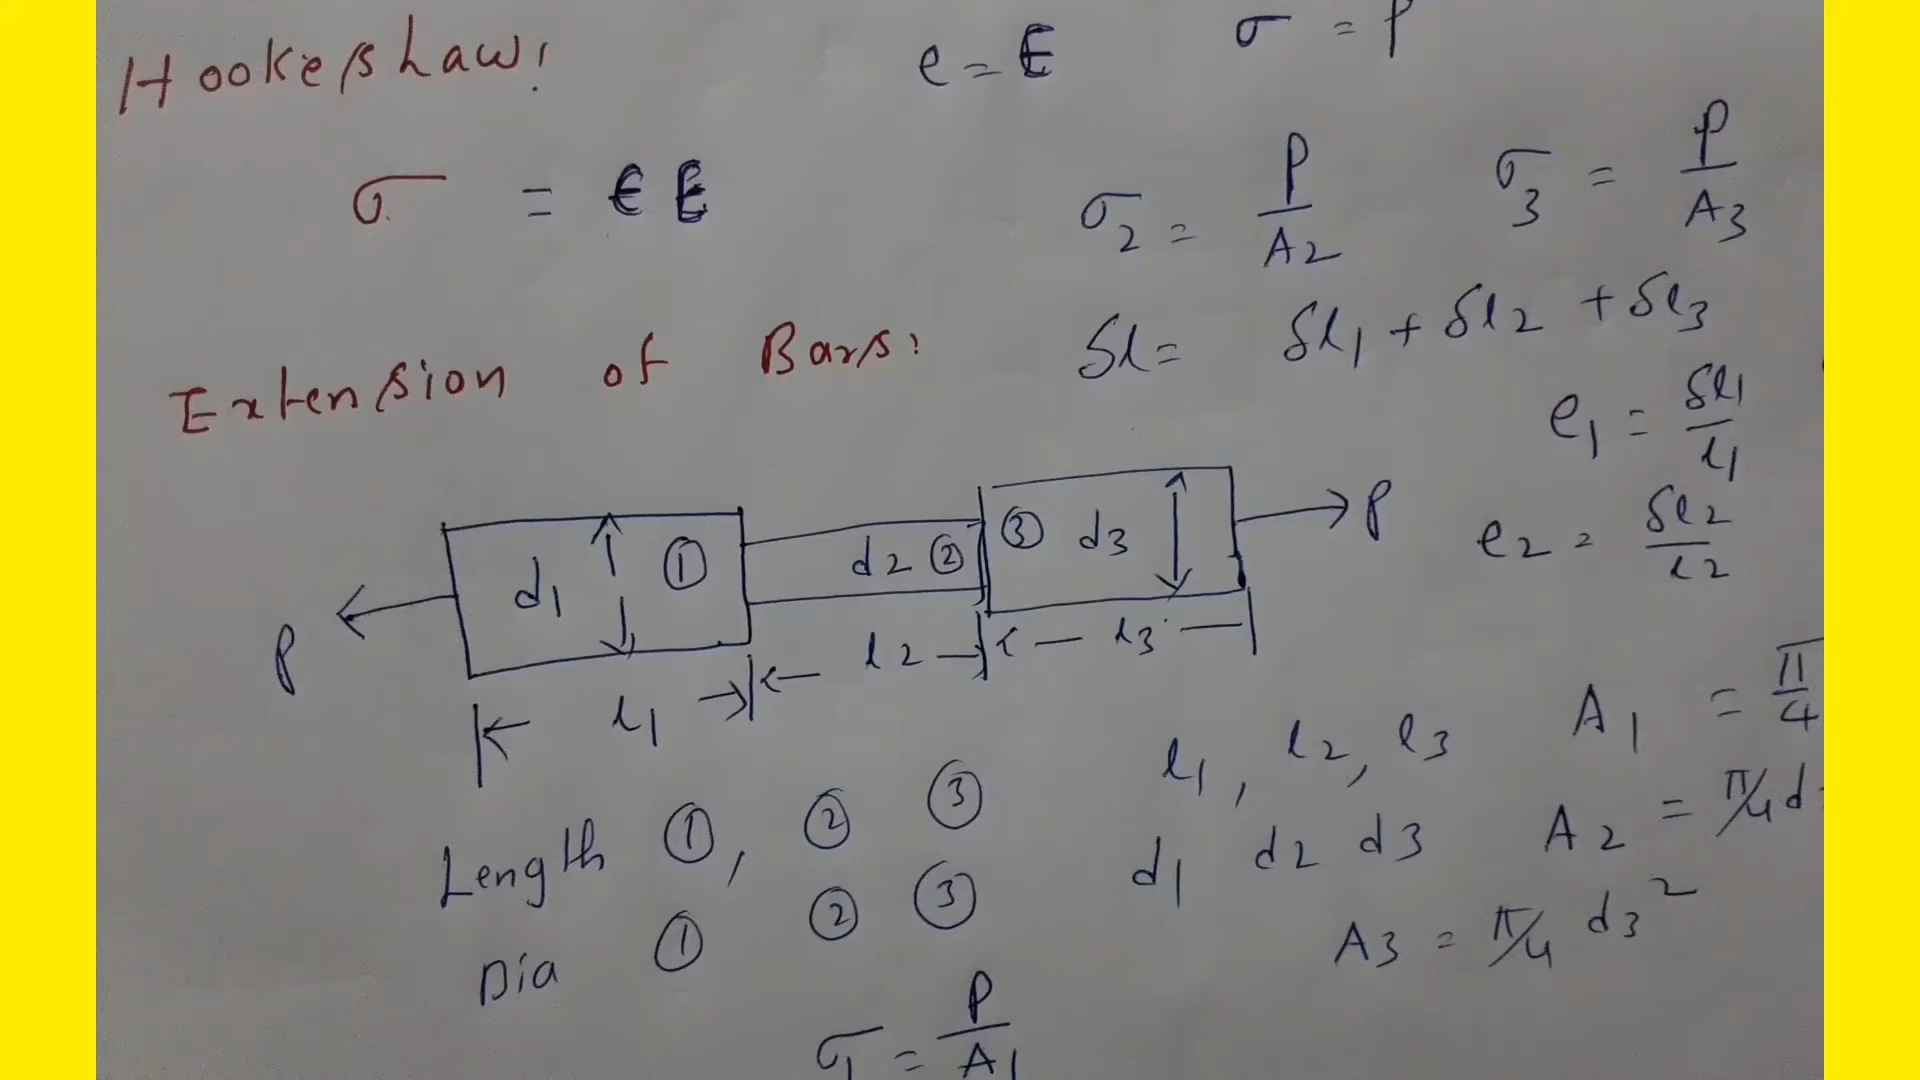 Hookes Law:
e = E
σ = P
σ = € E
σ2 = P/A2
σ3 = P/A3
Extension of Bars:
δl = δl1 + δl2 + δl3
e1 = δl1/l1
e2 = δl2/l2
P
d1
①
d2 ②
③ d3
P
l1
l2
l3
Length ①, ② ③
l1, l2, l3
A1 = π/4
Dia ① ② ③
d1 d2 d3
A2 = π/4 d
A3 = π/4 d3²
σ1 = P/A1